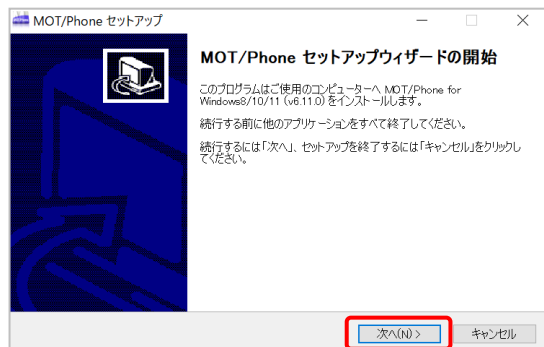 MOT/Phone セットアップ
MOT/Phone セットアップウィザードの開始
このプログラムはご使用のコンピューターへ MOT/Phone for
Windows8/10/11 (v6.11.0) をインストールします。
続行する前に他のアプリケーションをすべて終了してください。
続行するには「次へ」、セットアップを終了するには「キャンセル」をクリックし
てください。
次へ(N) >
キャンセル